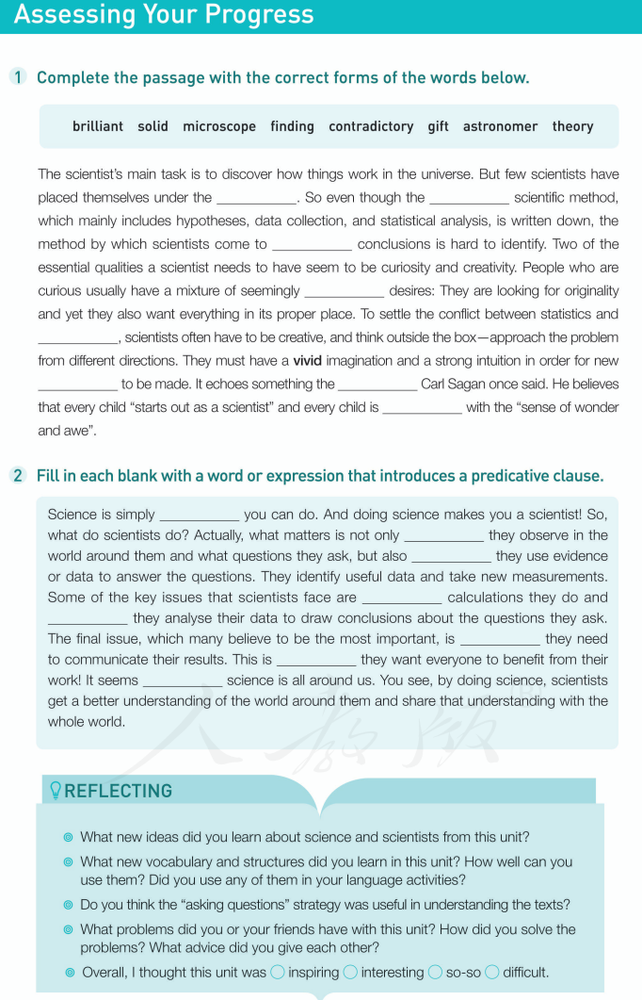 Assessing Your Progress
1 Complete the passage with the correct forms of the words below.
brilliant solid microscope finding contradictory gift astronomer theory
The scientist's main task is to discover how things work in the universe. But few scientists have
placed themselves under the ____________. So even though the ____________ scientific method,
which mainly includes hypotheses, data collection, and statistical analysis, is written down, the
method by which scientists come to ____________ conclusions is hard to identify. Two of the
essential qualities a scientist needs to have seem to be curiosity and creativity. People who are
curious usually have a mixture of seemingly ____________ desires: They are looking for originality
and yet they also want everything in its proper place. To settle the conflict between statistics and
____________, scientists often have to be creative, and think outside the box—approach the problem
from different directions. They must have a vivid imagination and a strong intuition in order for new
____________ to be made. It echoes something the ____________ Carl Sagan once said. He believes
that every child "starts out as a scientist" and every child is ____________ with the "sense of wonder
and awe".
2 Fill in each blank with a word or expression that introduces a predicative clause.
Science is simply ____________ you can do. And doing science makes you a scientist! So,
what do scientists do? Actually, what matters is not only ____________ they observe in the
world around them and what questions they ask, but also ____________ they use evidence
or data to answer the questions. They identify useful data and take new measurements.
Some of the key issues that scientists face are ____________ calculations they do and
____________ they analyse their data to draw conclusions about the questions they ask.
The final issue, which many believe to be the most important, is ____________ they need
to communicate their results. This is ____________ they want everyone to benefit from their
work! It seems ____________ science is all around us. You see, by doing science, scientists
get a better understanding of the world around them and share that understanding with the
whole world.
人教版
REFLECTING
What new ideas did you learn about science and scientists from this unit?
What new vocabulary and structures did you learn in this unit? How well can you
use them? Did you use any of them in your language activities?
Do you think the "asking questions" strategy was useful in understanding the texts?
What problems did you or your friends have with this unit? How did you solve the
problems? What advice did you give each other?
Overall, I thought this unit was ○ inspiring ○ interesting ○ so-so ○ difficult.